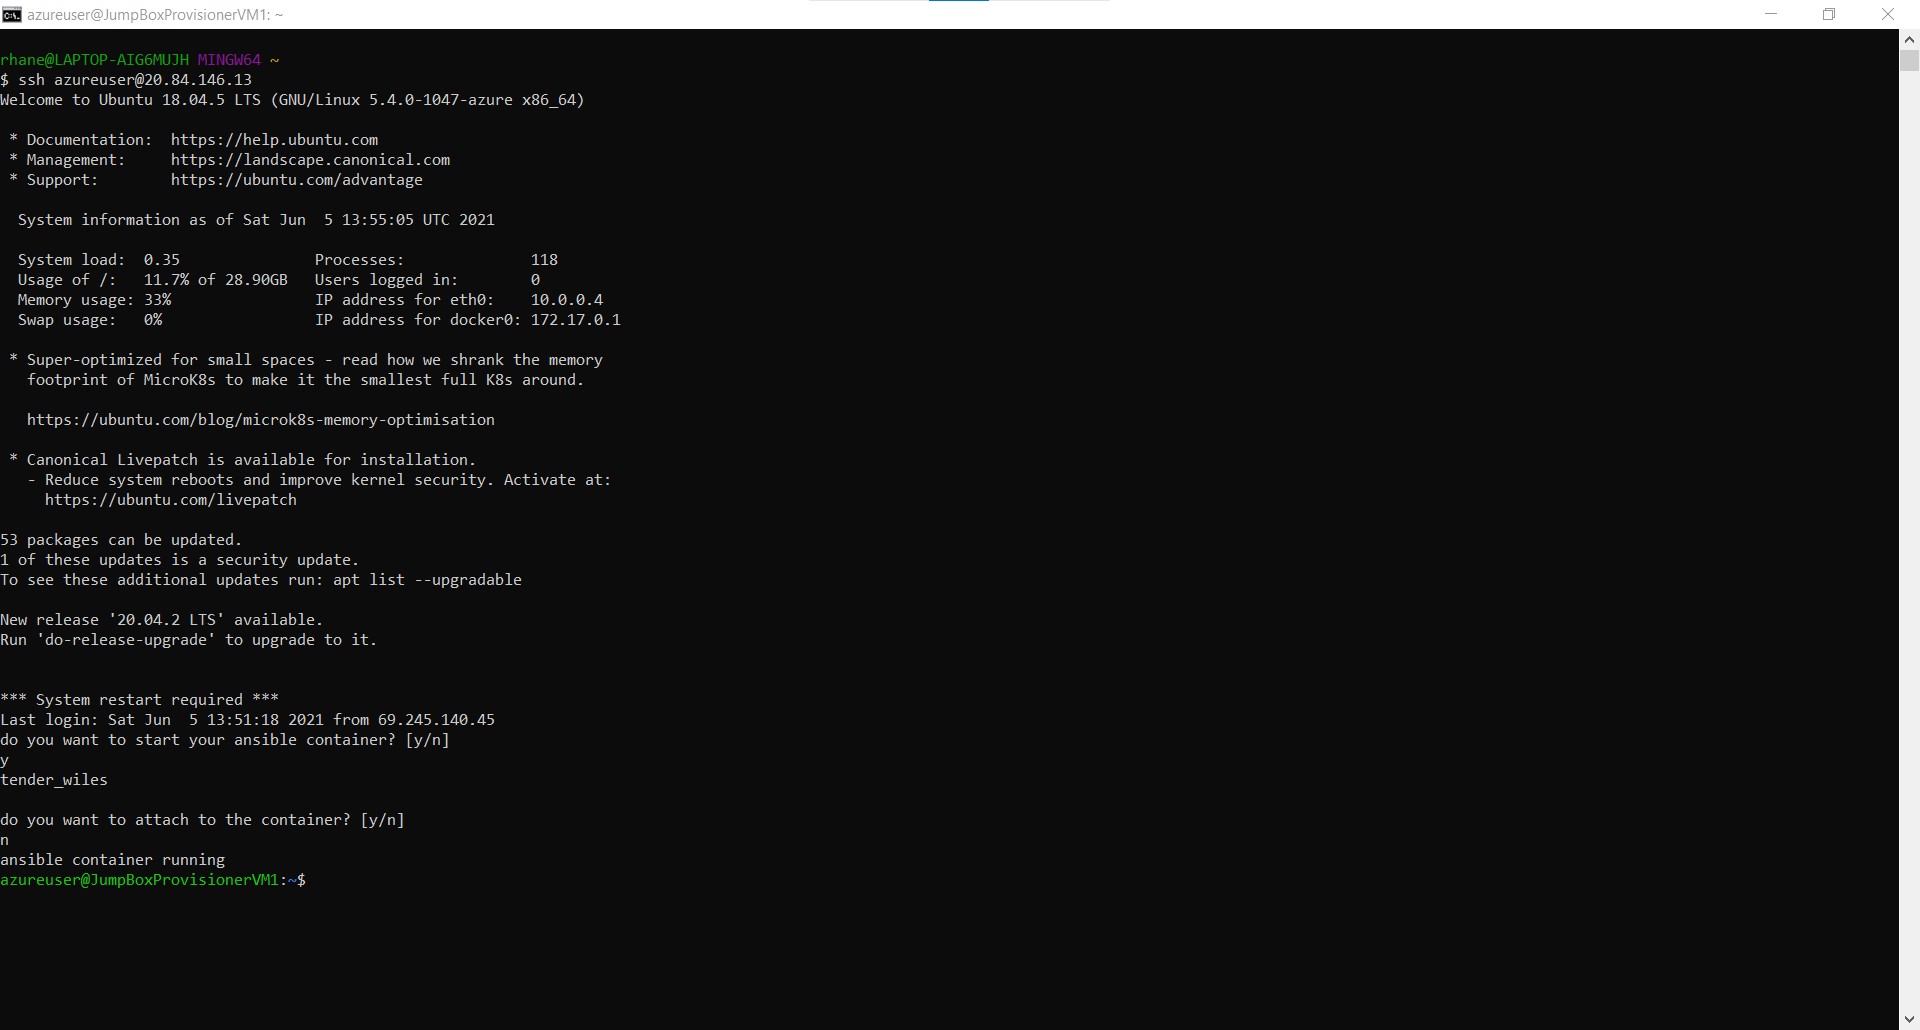 azureuser@JumpBoxProvisionerVM1: ~
rhane@LAPTOP-AIG6MUJH MINGW64 ~
$ ssh azureuser@20.84.146.13
Welcome to Ubuntu 18.04.5 LTS (GNU/Linux 5.4.0-1047-azure x86_64)
* Documentation:  https://help.ubuntu.com
* Management:     https://landscape.canonical.com
* Support:        https://ubuntu.com/advantage
System information as of Sat Jun  5 13:55:05 UTC 2021
System load:  0.35               Processes:              118
Usage of /:   11.7% of 28.90GB   Users logged in:        0
Memory usage: 33%                IP address for eth0:    10.0.0.4
Swap usage:   0%                 IP address for docker0: 172.17.0.1
* Super-optimized for small spaces - read how we shrank the memory
footprint of MicroK8s to make it the smallest full K8s around.
https://ubuntu.com/blog/microk8s-memory-optimisation
* Canonical Livepatch is available for installation.
- Reduce system reboots and improve kernel security. Activate at:
https://ubuntu.com/livepatch
53 packages can be updated.
1 of these updates is a security update.
To see these additional updates run: apt list --upgradable
New release '20.04.2 LTS' available.
Run 'do-release-upgrade' to upgrade to it.
*** System restart required ***
Last login: Sat Jun  5 13:51:18 2021 from 69.245.140.45
do you want to start your ansible container? [y/n]
y
tender_wiles
do you want to attach to the container? [y/n]
n
ansible container running
azureuser@JumpBoxProvisionerVM1:~$